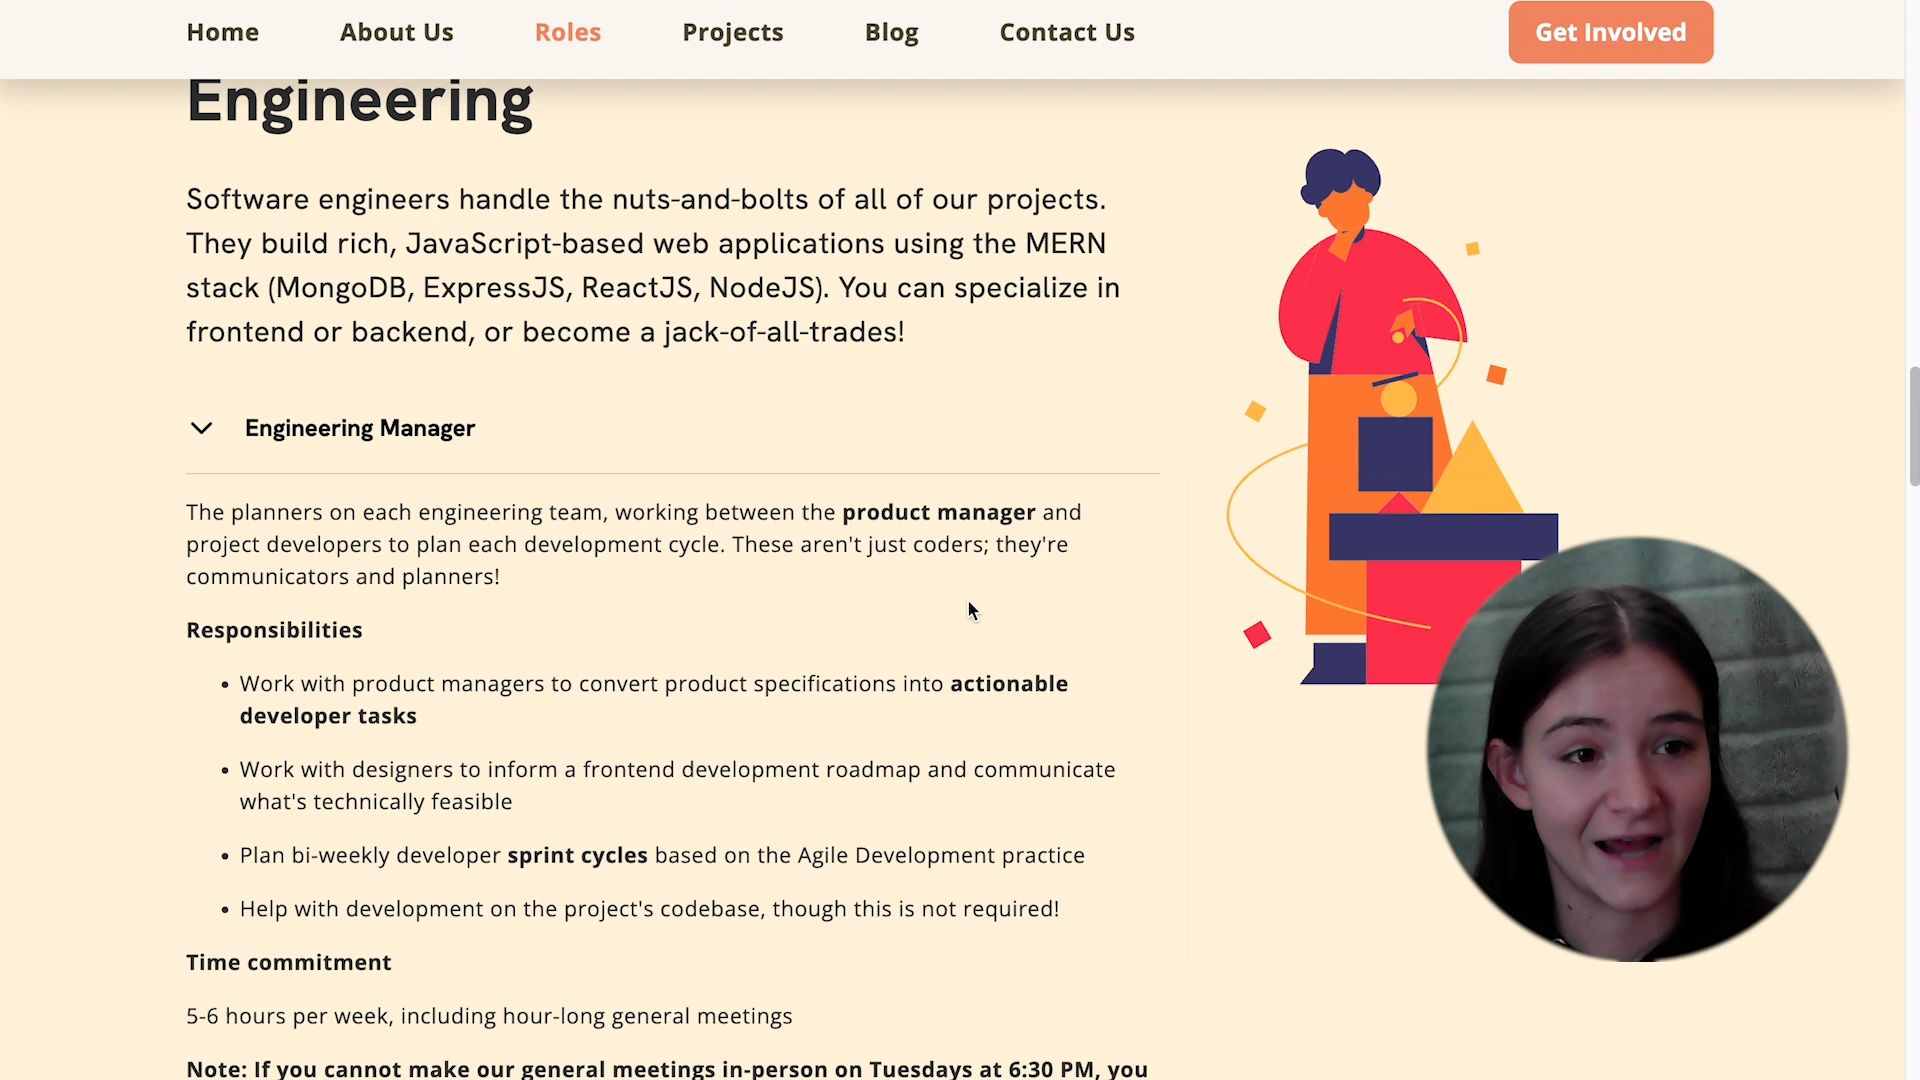 Home About Us Roles Projects Blog Contact Us Get Involved
Engineering
Software engineers handle the nuts-and-bolts of all of our projects.
They build rich, JavaScript-based web applications using the MERN
stack (MongoDB, ExpressJS, ReactJS, NodeJS). You can specialize in
frontend or backend, or become a jack-of-all-trades!
Engineering Manager
The planners on each engineering team, working between the product manager and
project developers to plan each development cycle. These aren't just coders; they're
communicators and planners!
Responsibilities
• Work with product managers to convert product specifications into actionable
developer tasks
• Work with designers to inform a frontend development roadmap and communicate
what's technically feasible
• Plan bi-weekly developer sprint cycles based on the Agile Development practice
• Help with development on the project's codebase, though this is not required!
Time commitment
5-6 hours per week, including hour-long general meetings
Note: If you cannot make our general meetings in-person on Tuesdays at 6:30 PM, you